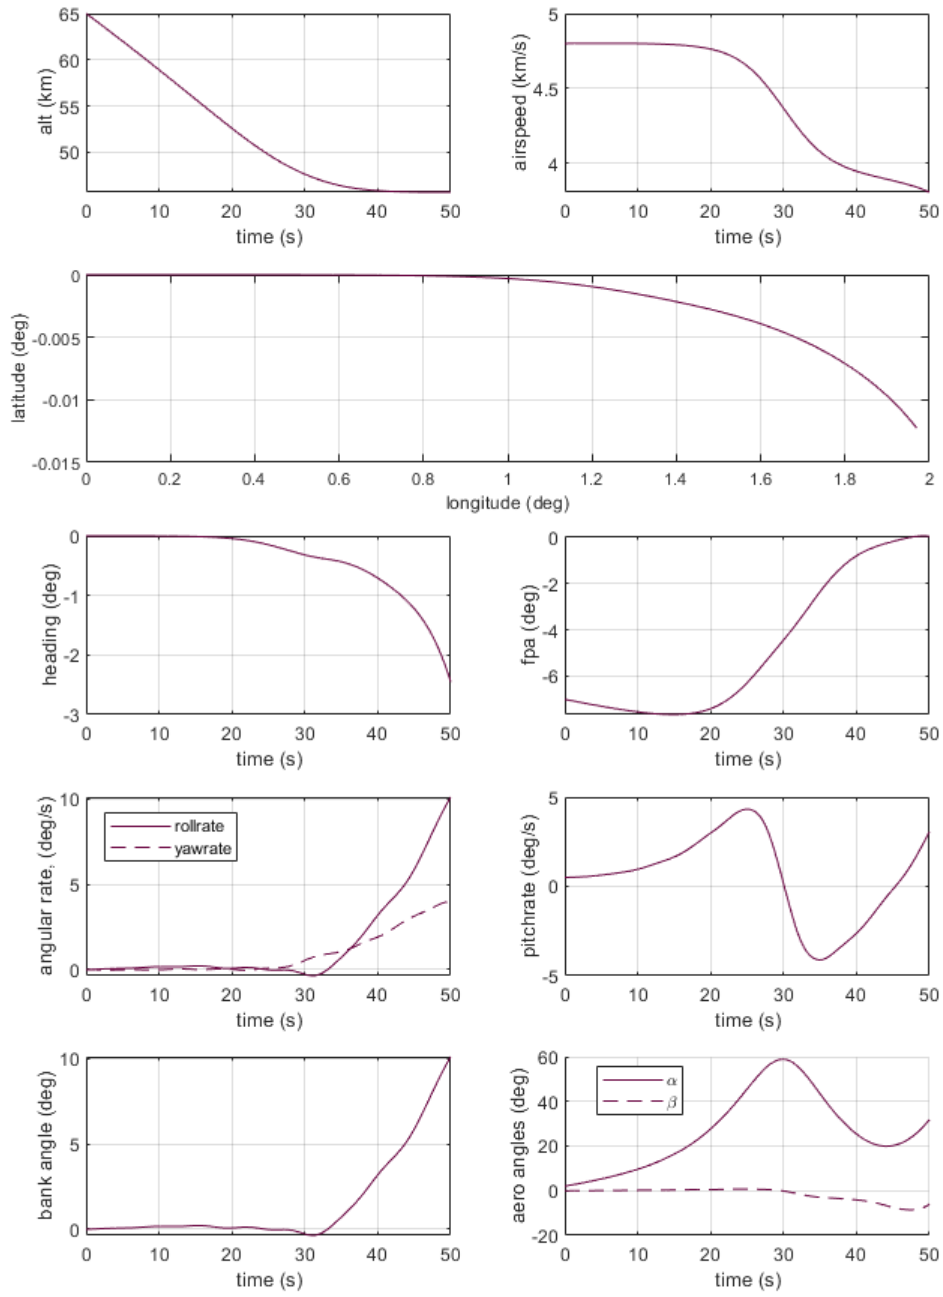 65
60
55
50
alt (km)
0 10 20 30 40 50
time (s)
5
4.5
4
airspeed (km/s)
0 10 20 30 40 50
time (s)
0
-0.005
-0.01
-0.015
latitude (deg)
0 0.2 0.4 0.6 0.8 1 1.2 1.4 1.6 1.8 2
longitude (deg)
0
-1
-2
-3
heading (deg)
0 10 20 30 40 50
time (s)
0
-2
-4
-6
fpa (deg)
0 10 20 30 40 50
time (s)
10
5
0
angular rate, (deg/s)
rollrate
yawrate
0 10 20 30 40 50
time (s)
5
0
-5
pitchrate (deg/s)
0 10 20 30 40 50
time (s)
10
5
0
bank angle (deg)
0 10 20 30 40 50
time (s)
60
40
20
0
-20
aero angles (deg)
α
β
0 10 20 30 40 50
time (s)